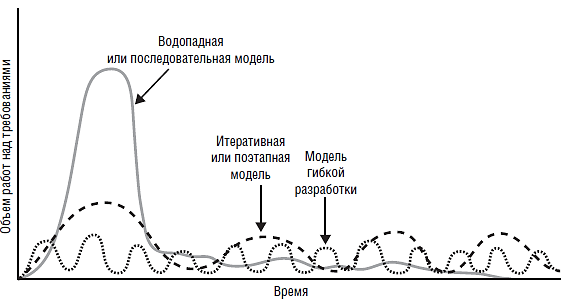 Водопадная
или последовательная модель
Итеративная
или поэтапная
модель
Модель
гибкой
разработки
Объем работ над требованиями
Время